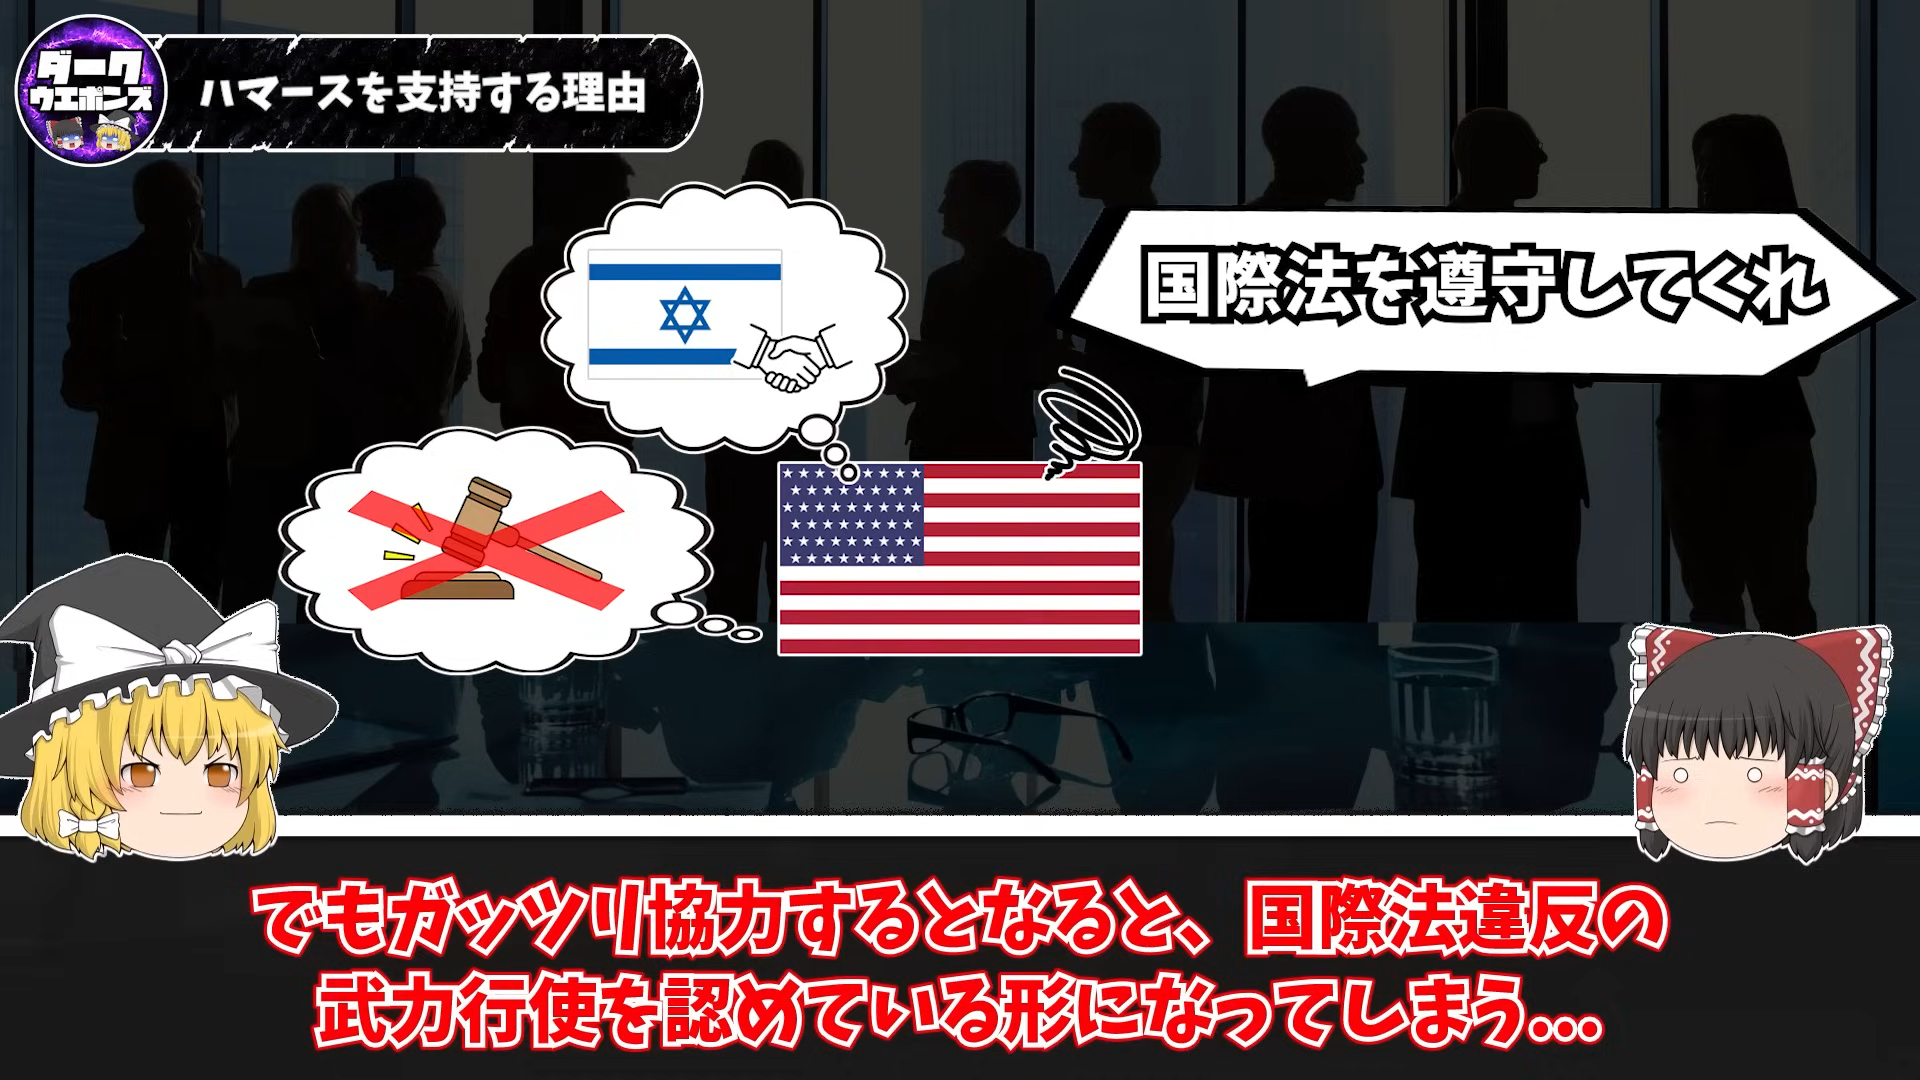 ダーク
ウエポンズ
ハマースを支持する理由
国際法を遵守してくれ
でもガッツリ協力するとなると、国際法違反の
武力行使を認めている形になってしまう...